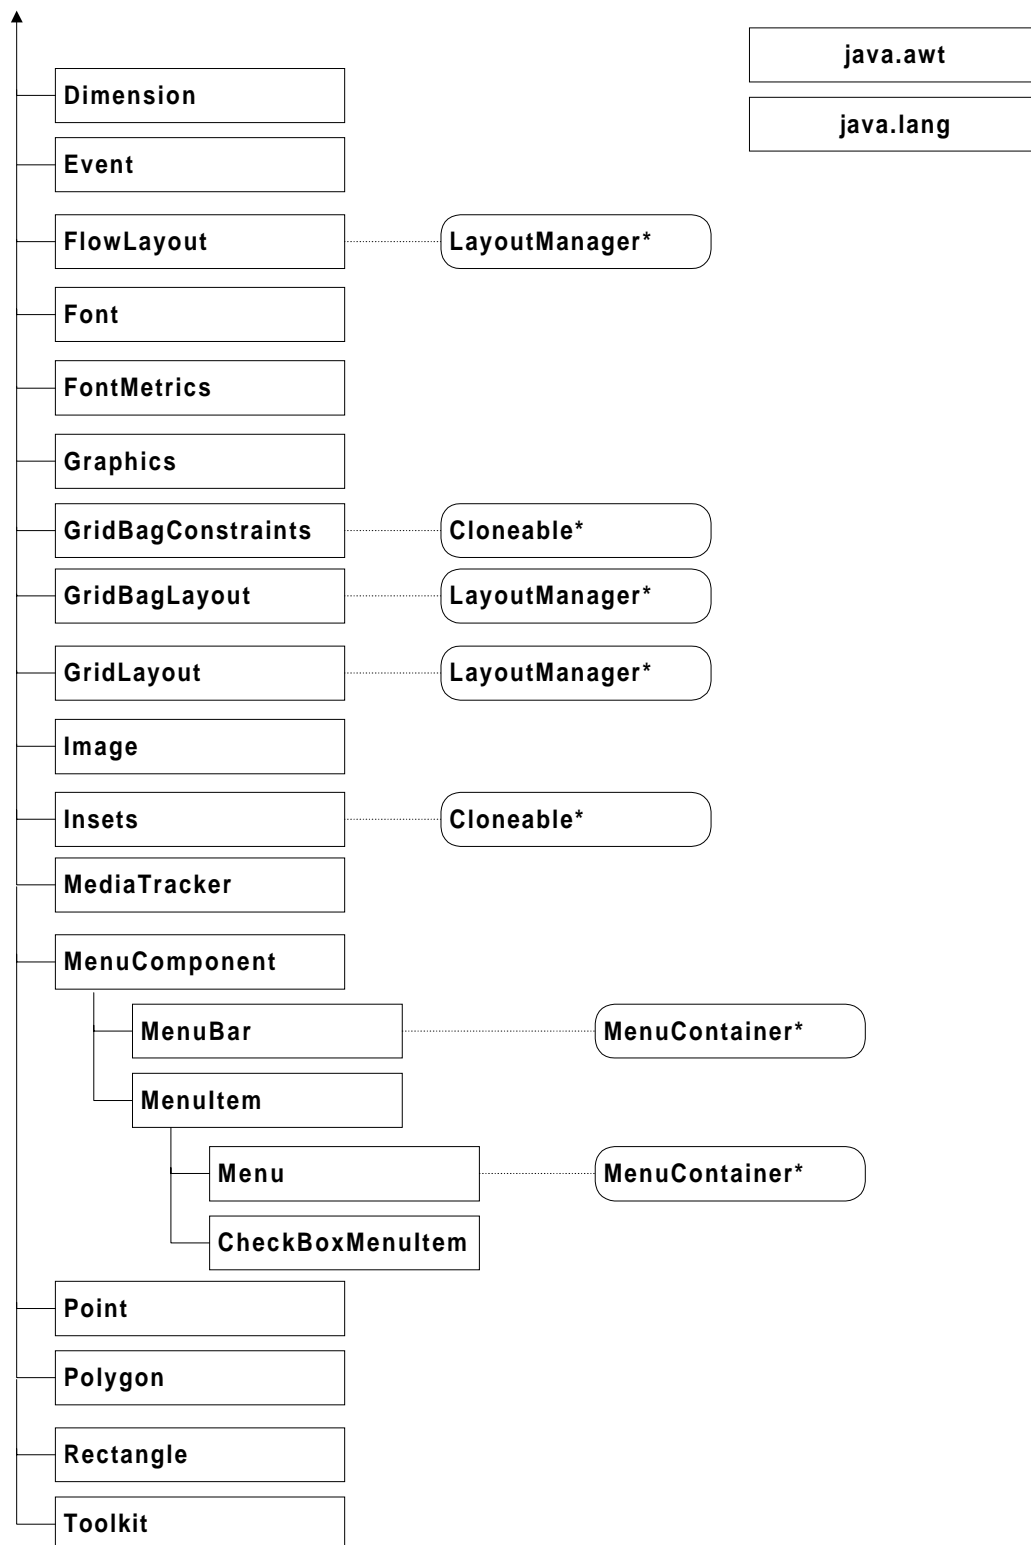 java.awt
Dimension
java.lang
Event
FlowLayout LayoutManager*
Font
FontMetrics
Graphics
GridBagConstraints Cloneable*
GridBagLayout LayoutManager*
GridLayout LayoutManager*
Image
Insets Cloneable*
MediaTracker
MenuComponent
MenuBar MenuContainer*
MenuItem
Menu MenuContainer*
CheckBoxMenuItem
Point
Polygon
Rectangle
Toolkit